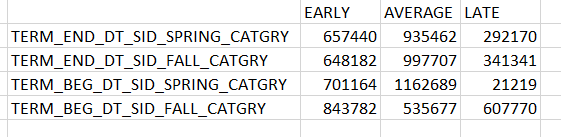 EARLY AVERAGE LATE
TERM_END_DT_SID_SPRING_CATGRY 657440 935462 292170
TERM_END_DT_SID_FALL_CATGRY 648182 997707 341341
TERM_BEG_DT_SID_SPRING_CATGRY 701164 1162689 21219
TERM_BEG_DT_SID_FALL_CATGRY 843782 535677 607770